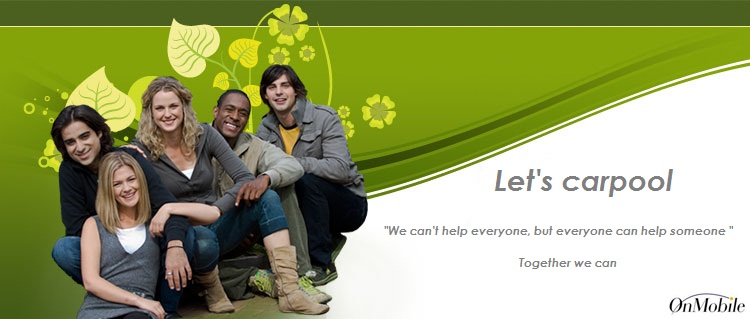 Let's carpool
"We can't help everyone, but everyone can help someone "
Together we can
OnMobile